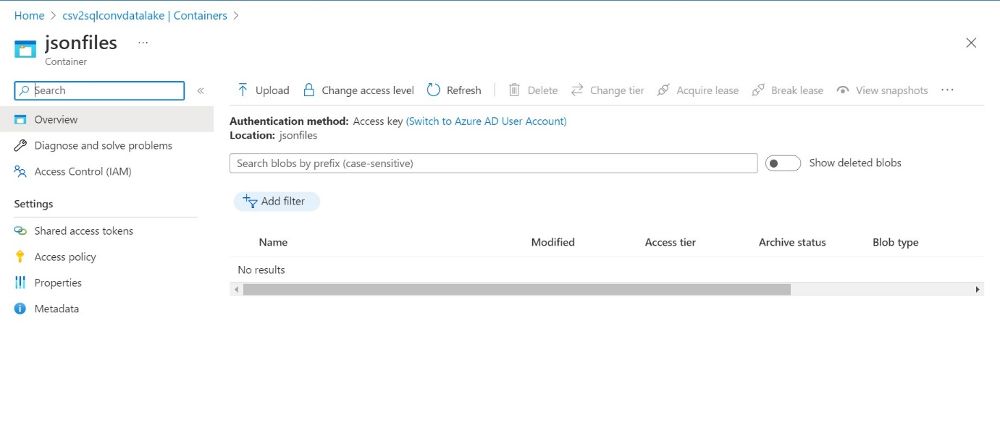 Home > csv2sqlconvdatalake | Containers >
jsonfiles ...
Container
Search «
Upload Change access level Refresh Delete Change tier Acquire lease Break lease View snapshots ...
Overview
Authentication method: Access key (Switch to Azure AD User Account)
Location: jsonfiles
Diagnose and solve problems
Access Control (IAM)
Search blobs by prefix (case-sensitive) Show deleted blobs
Add filter
Settings
Shared access tokens
Access policy
Properties
Metadata
Name Modified Access tier Archive status Blob type
No results